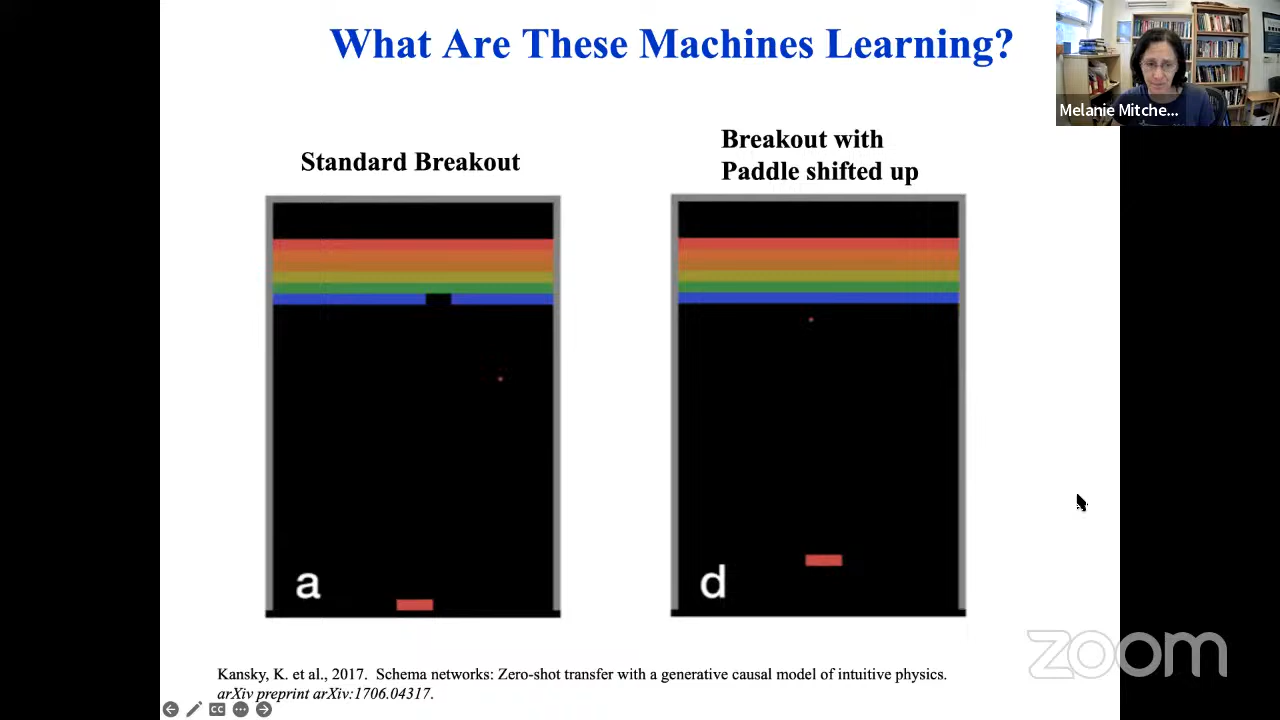 What Are These Machines Learning?
Melanie Mitche...
Standard Breakout
Breakout with
Paddle shifted up
a
d
Kansky, K. et al., 2017. Schema networks: Zero-shot transfer with a generative causal model of intuitive physics.
arXiv preprint arXiv:1706.04317.
CC
zoom